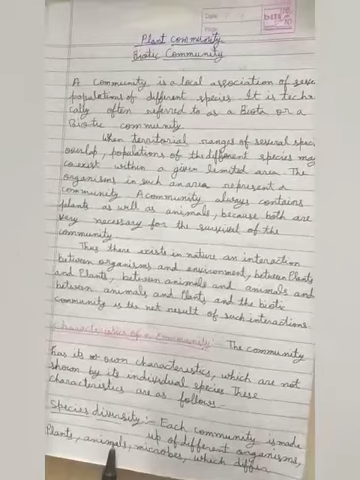 Plant community
Biotic Community
A Community is a local association of
populations of different species. It is techn
cally often referred to as a Biota or a
Biotic community.
When territorial ranges of several speci
overlap, populations of the different species may
co-exist within a given limited area. The
organisms in such an area represent a
community. A community always contains
plants as well as animals, because both are
very necessary for the survival of the
community.
Thus there exists in nature an interaction
between organisms and environment, between Plants
and Plants, between animals and animals and
between animals and Plants and the biotic
community is the net result of such interactions.
Characteristics of a Community The community
has its own characteristics, which are not
shown by its individual species. These
characteristics are as follows.
Species diversity:- Each community is made
up of different organisms,
Plants, animals, microbes, which differ